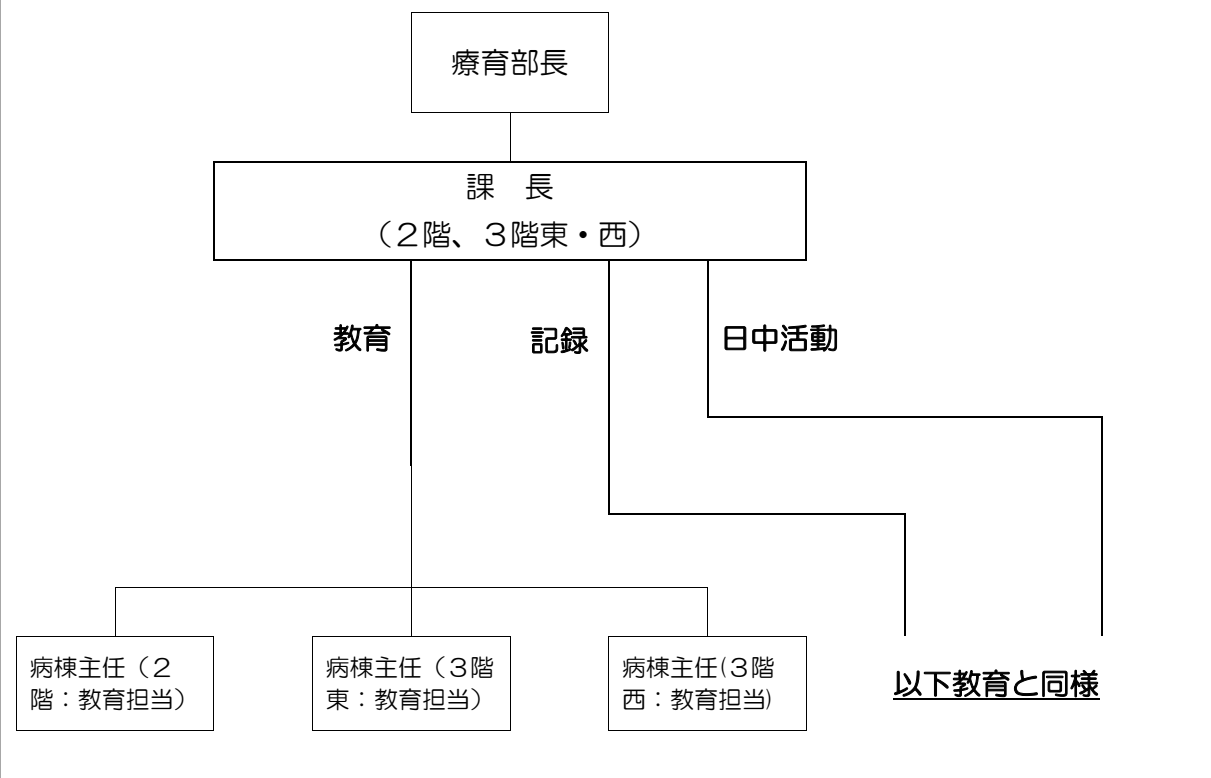 療育部長
課　長
（２階、３階東・西）
教育
記録
日中活動
病棟主任（２
階：教育担当）
病棟主任（３階
東：教育担当）
病棟主任(３階
西：教育担当)
以下教育と同様